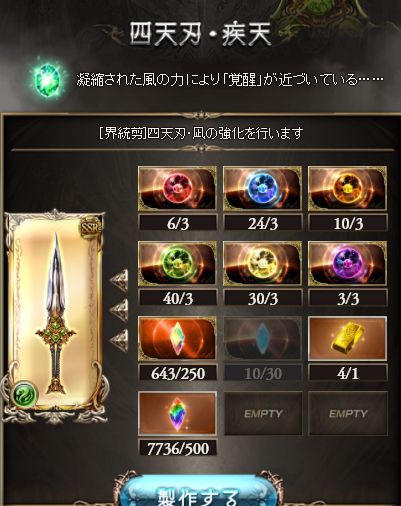 四天刃・疾天
凝縮された風の力により「覚醒」が近づいている……
[界統剪]四天刃・凪の強化を行います
SSR
6/3 24/3 10/3
40/3 30/3 3/3
643/250 10/30 4/1
7736/500 EMPTY EMPTY
製作する